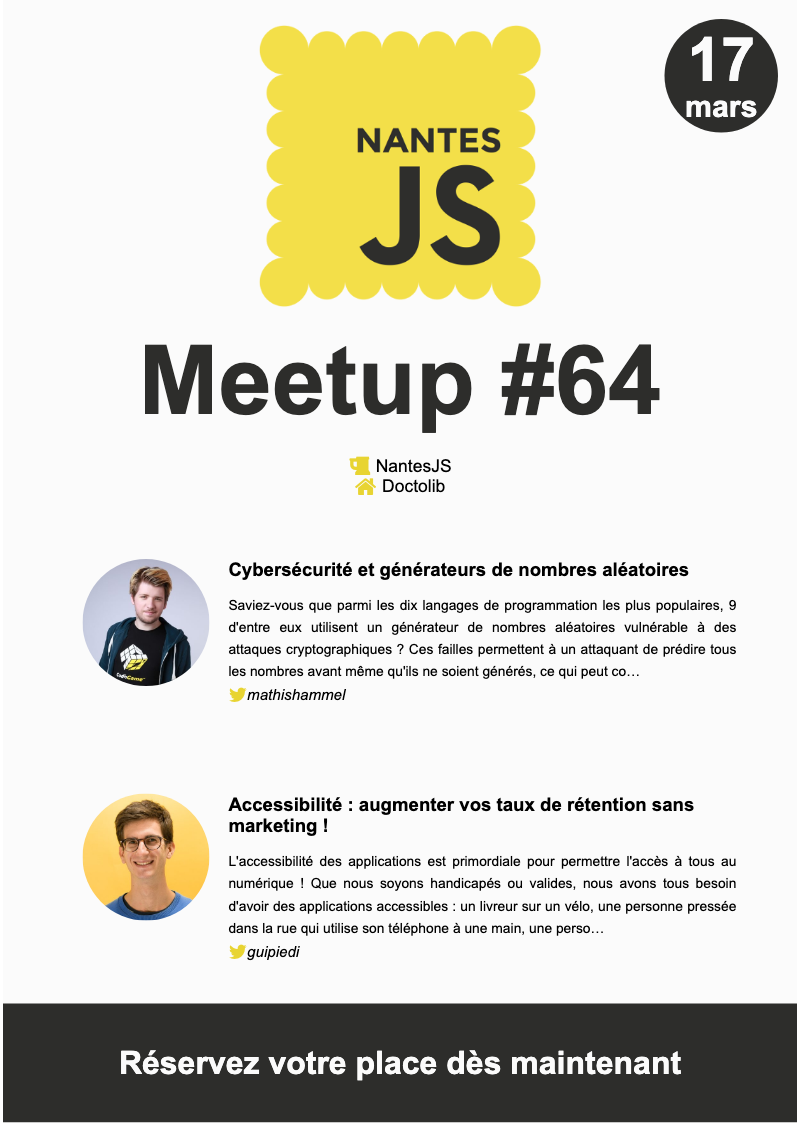 17
mars
NANTES
JS
Meetup #64
NantesJS
Doctolib
Cybersécurité et générateurs de nombres aléatoires
Saviez-vous que parmi les dix langages de programmation les plus populaires, 9
d'entre eux utilisent un générateur de nombres aléatoires vulnérable à des
attaques cryptographiques ? Ces failles permettent à un attaquant de prédire tous
les nombres avant même qu'ils ne soient générés, ce qui peut co…
mathishammel
Accessibilité : augmenter vos taux de rétention sans
marketing !
L'accessibilité des applications est primordiale pour permettre l'accès à tous au
numérique ! Que nous soyons handicapés ou valides, nous avons tous besoin
d'avoir des applications accessibles : un livreur sur un vélo, une personne pressée
dans la rue qui utilise son téléphone à une main, une perso…
guipiedi
Réservez votre place dès maintenant